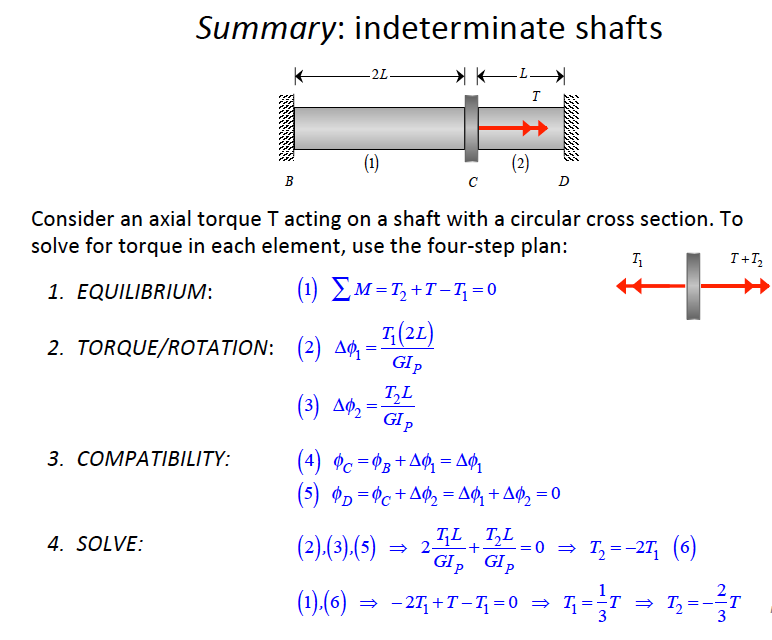 Summary: indeterminate shafts
2L
L
T
(1)
(2)
B
C
D
Consider an axial torque T acting on a shaft with a circular cross section. To
solve for torque in each element, use the four-step plan:
T₁
T+T₂
1. EQUILIBRIUM:
(1) ∑M = T₂ + T – T₁ = 0
2. TORQUE/ROTATION:
(2) Δϕ₁ = T₁(2L)/GI_P
(3) Δϕ₂ = T₂L/GI_P
3. COMPATIBILITY:
(4) ϕ_C = ϕ_B + Δϕ₁ = Δϕ₁
(5) ϕ_D = ϕ_C + Δϕ₂ = Δϕ₁ + Δϕ₂ = 0
4. SOLVE:
(2),(3),(5) ⇒ 2 T₁L/GI_P + T₂L/GI_P = 0 ⇒ T₂ = –2T₁ (6)
(1),(6) ⇒ –2T₁ + T – T₁ = 0 ⇒ T₁ = 1/3 T ⇒ T₂ = –2/3 T